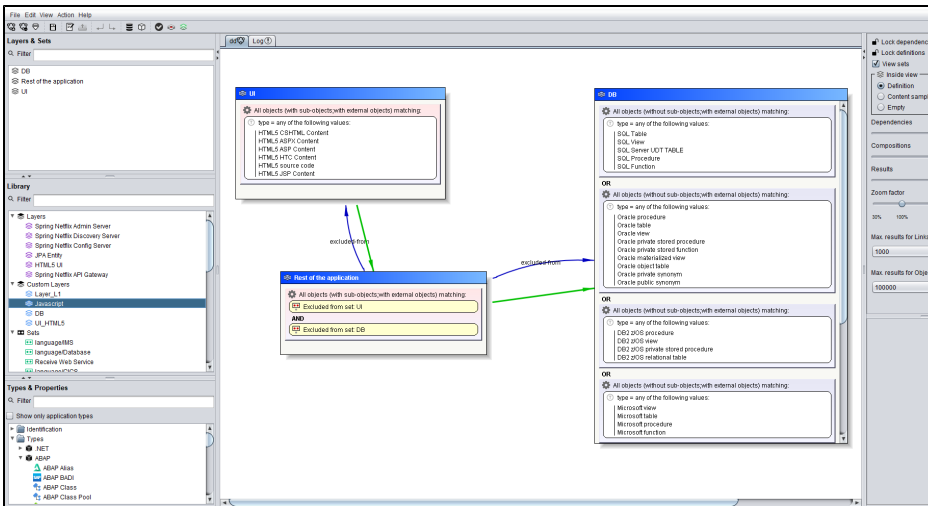 File Edit View Action Help
Layers & Sets
Filter
DB
Rest of the application
UI
Library
Layers
Spring Netflix Admin Server
Spring Netflix Discovery Server
Spring Netflix Config Server
JPA Entity
HTML5 UI
Spring Netflix API Gateway
Custom Layers
Layer_L1
Javascript
DB
UI_HTML5
Sets
language/IMS
language/Database
Receive Web Service
language/CICS
Types & Properties
Filter
Show only application types
Identification
Types
.NET
ABAP
ABAP Alias
ABAP BADI
ABAP Class
ABAP Class Pool
Log
UI
All objects (with sub-objects;with external objects) matching:
type = any of the following values:
HTML5 CSHTML Content
HTML5 ASPX Content
HTML5 ASP Content
HTML5 HTC Content
HTML5 source code
HTML5 JSP Content
excluded from
excluded from
Rest of the application
All objects (with sub-objects;with external objects) matching:
Excluded from set: UI
AND
Excluded from set: DB
DB
All objects (without sub-objects;with external objects) matching:
type = any of the following values:
SQL Table
SQL View
SQL Server UDT TABLE
SQL Procedure
SQL Function
OR
All objects (without sub-objects;with external objects) matching:
type = any of the following values:
Oracle procedure
Oracle table
Oracle view
Oracle private stored procedure
Oracle private stored function
Oracle materialized view
Oracle object table
Oracle private synonym
Oracle public synonym
OR
All objects (without sub-objects;with external objects) matching:
type = any of the following values:
DB2 z/OS procedure
DB2 z/OS view
DB2 z/OS private stored procedure
DB2 z/OS relational table
OR
All objects (without sub-objects;with external objects) matching:
type = any of the following values:
Microsoft view
Microsoft table
Microsoft procedure
Microsoft function
Lock dependenc
Lock definitions
View sets
Inside view
Definition
Content sampl
Empty
Dependencies
Compositions
Results
Zoom factor
30% 100%
Max. results for Links
1000
Max. results for Obje
100000